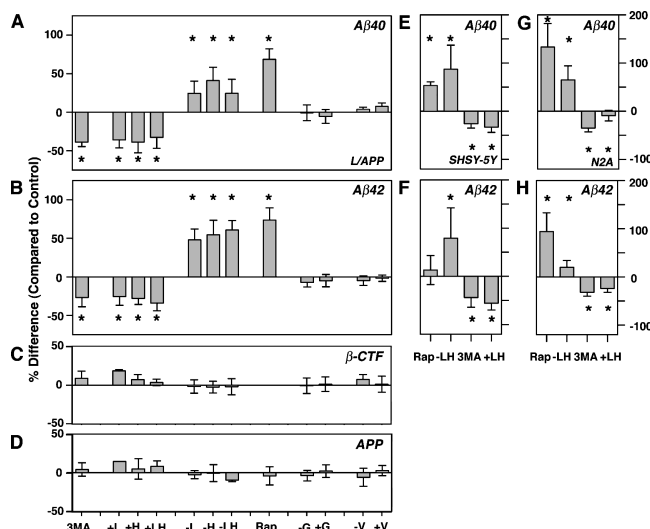 A
100
50
0
-50
Aβ40
L/APP
* * * * * * * *
B
100
50
0
-50
Aβ42
* * * * * * * *
% Difference (Compared to Control)
C
50
0
-50
β-CTF
D
50
0
-50
APP
3MA +L +H +LH -L -H -LH Rap -G +G -V +V
E
Aβ40
SHSY-5Y
* * * *
F
Aβ42
* * *
Rap -LH 3MA +LH
G
Aβ40
N2A
* * * *
200
100
0
-100
H
Aβ42
* * * *
200
100
0
-100
Rap -LH 3MA +LH